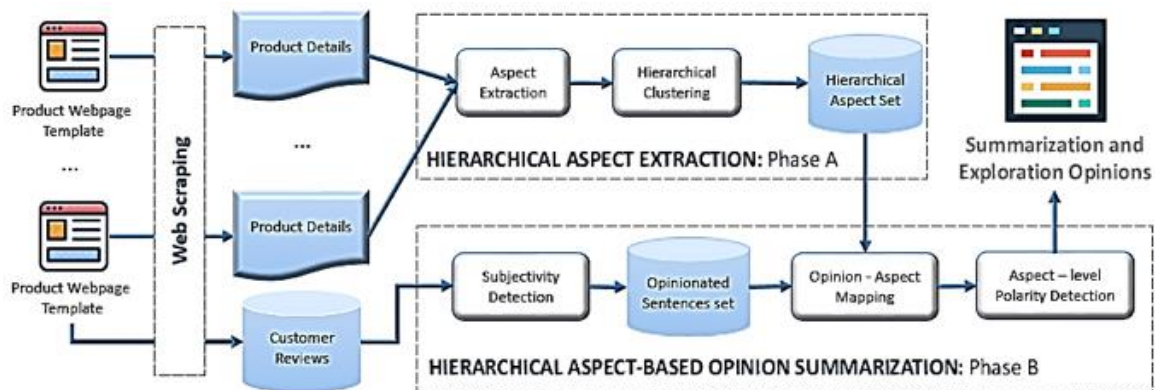 Product Webpage
Template
...
Product Webpage
Template
Web Scraping
Product Details
...
Product Details
Customer
Reviews
Aspect
Extraction
Hierarchical
Clustering
Hierarchical
Aspect Set
HIERARCHICAL ASPECT EXTRACTION: Phase A
Summarization and
Exploration Opinions
Subjectivity
Detection
Opinionated
Sentences set
Opinion - Aspect
Mapping
Aspect – level
Polarity Detection
HIERARCHICAL ASPECT-BASED OPINION SUMMARIZATION: Phase B